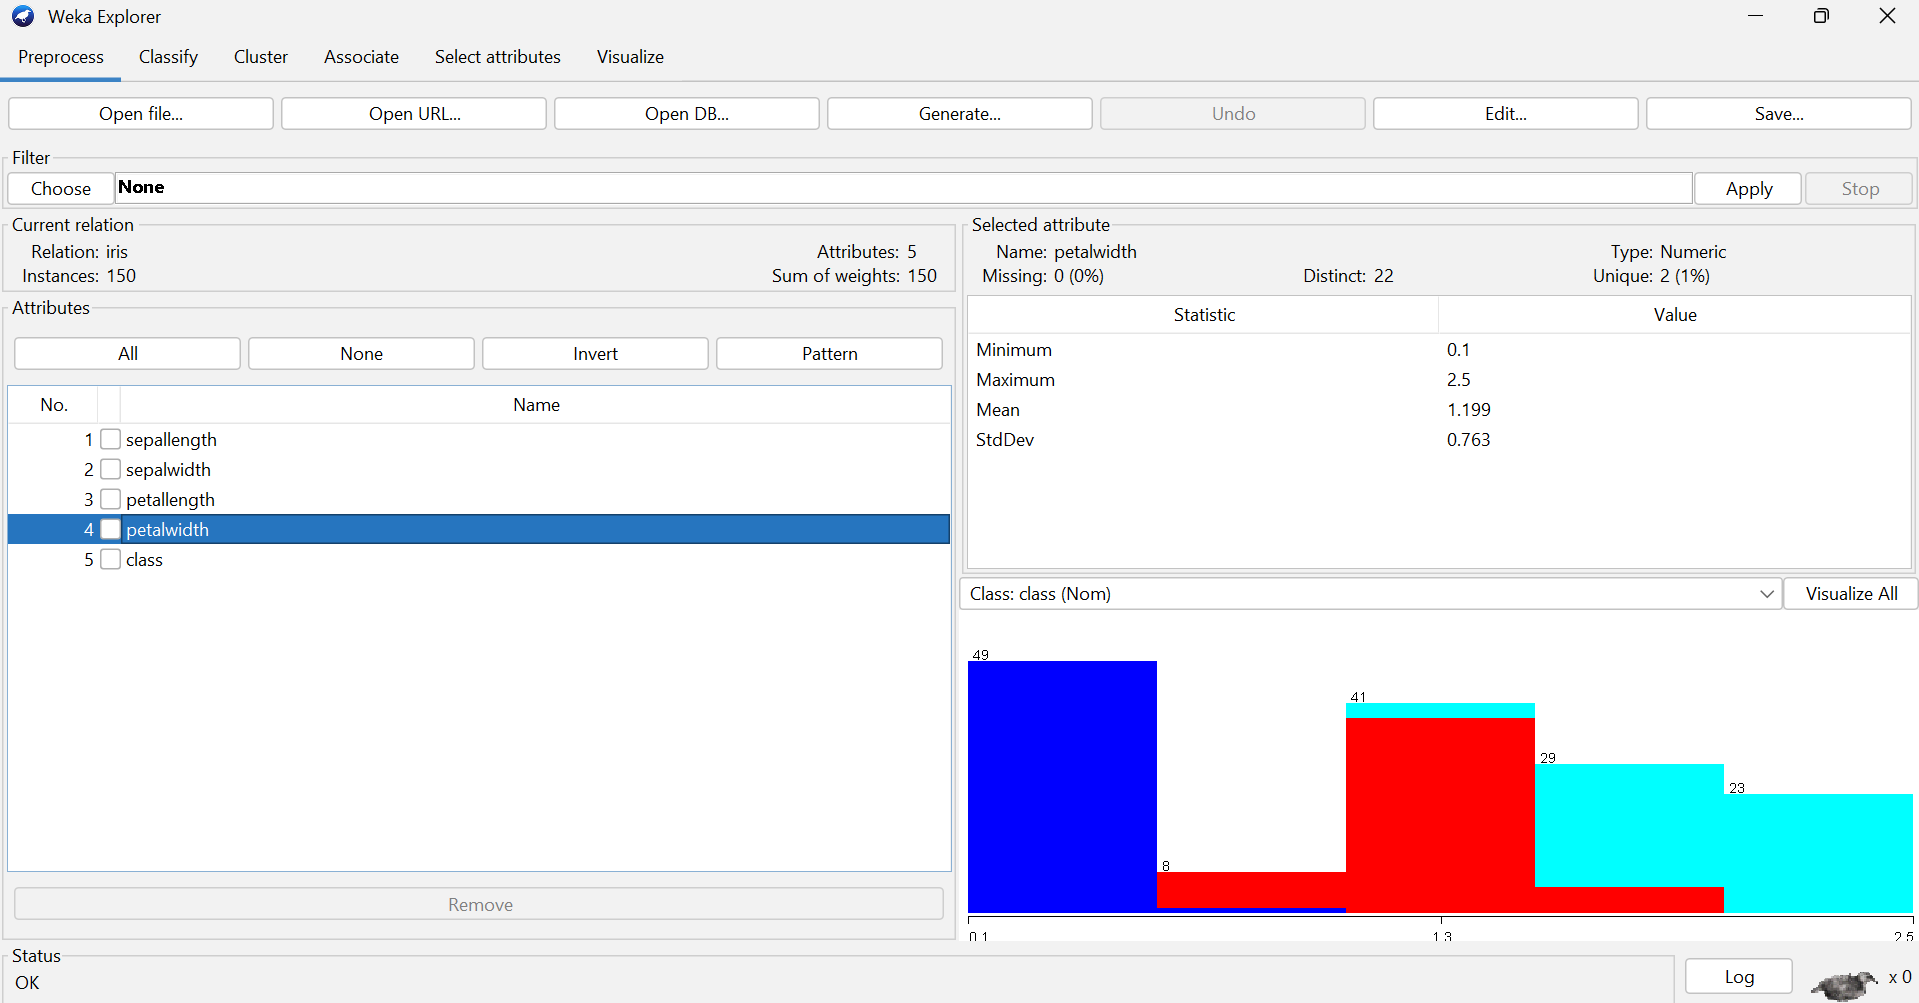 Weka Explorer
Preprocess Classify Cluster Associate Select attributes Visualize
Open file... Open URL... Open DB... Generate... Undo Edit... Save...
Filter
Choose None Apply Stop
Current relation
Relation: iris Attributes: 5
Instances: 150 Sum of weights: 150
Attributes
All None Invert Pattern
No. Name
1 sepallength
2 sepalwidth
3 petallength
4 petalwidth
5 class
Remove
Selected attribute
Name: petalwidth Type: Numeric
Missing: 0 (0%) Distinct: 22 Unique: 2 (1%)
Statistic Value
Minimum 0.1
Maximum 2.5
Mean 1.199
StdDev 0.763
Class: class (Nom) Visualize All
49
8
41
29
23
0.1 1.3 2.5
Status
OK
Log x 0